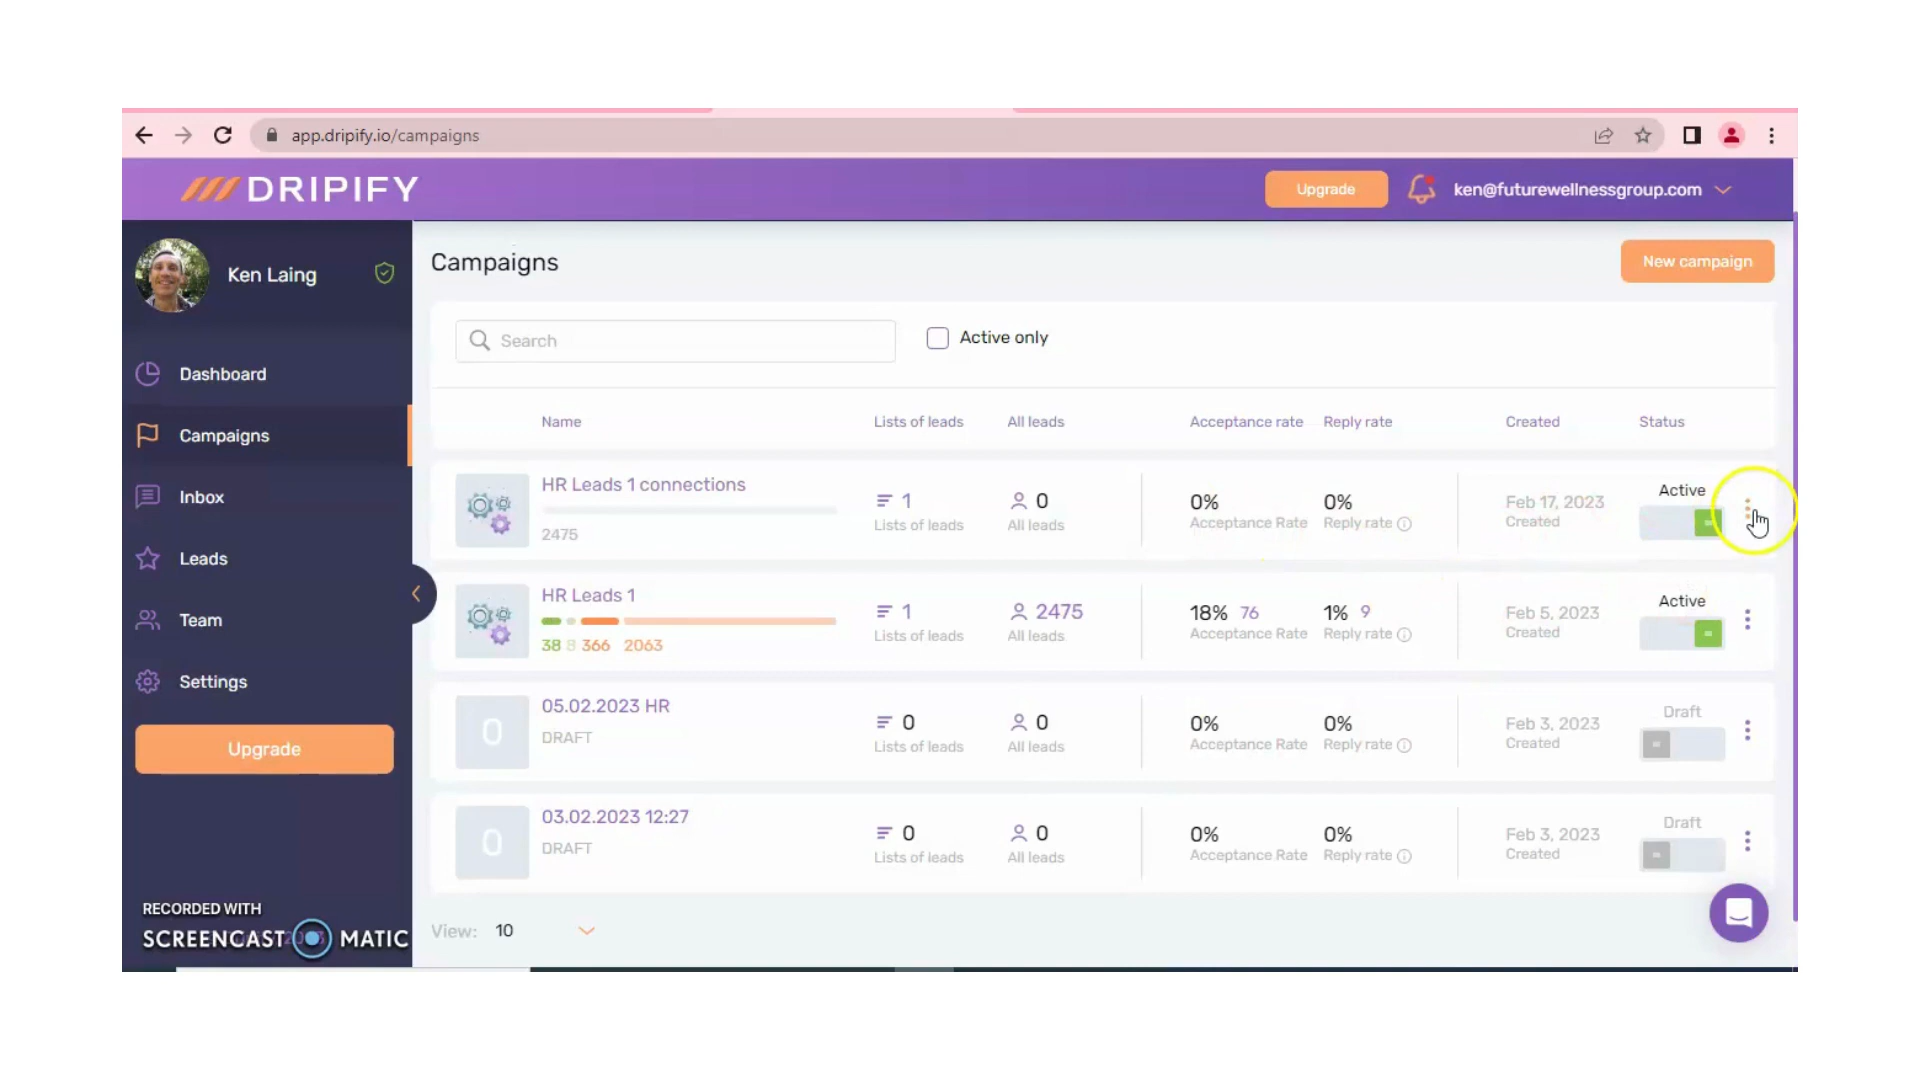 app.dripify.io/campaigns
DRIPIFY
Upgrade
ken@futurewellnessgroup.com
Ken Laing
Dashboard
Campaigns
Inbox
Leads
Team
Settings
Upgrade
RECORDED WITH
SCREENCAST MATIC
Campaigns
New campaign
Search
Active only
Name Lists of leads All leads Acceptance rate Reply rate Created Status
HR Leads 1 connections
2475
1
Lists of leads
0
All leads
0%
Acceptance Rate
0%
Reply rate
Feb 17, 2023
Created
Active
HR Leads 1
38 8 366 2063
1
Lists of leads
2475
All leads
18% 76
Acceptance Rate
1% 9
Reply rate
Feb 5, 2023
Created
Active
0
05.02.2023 HR
DRAFT
0
Lists of leads
0
All leads
0%
Acceptance Rate
0%
Reply rate
Feb 3, 2023
Created
Draft
0
03.02.2023 12:27
DRAFT
0
Lists of leads
0
All leads
0%
Acceptance Rate
0%
Reply rate
Feb 3, 2023
Created
Draft
View: 10